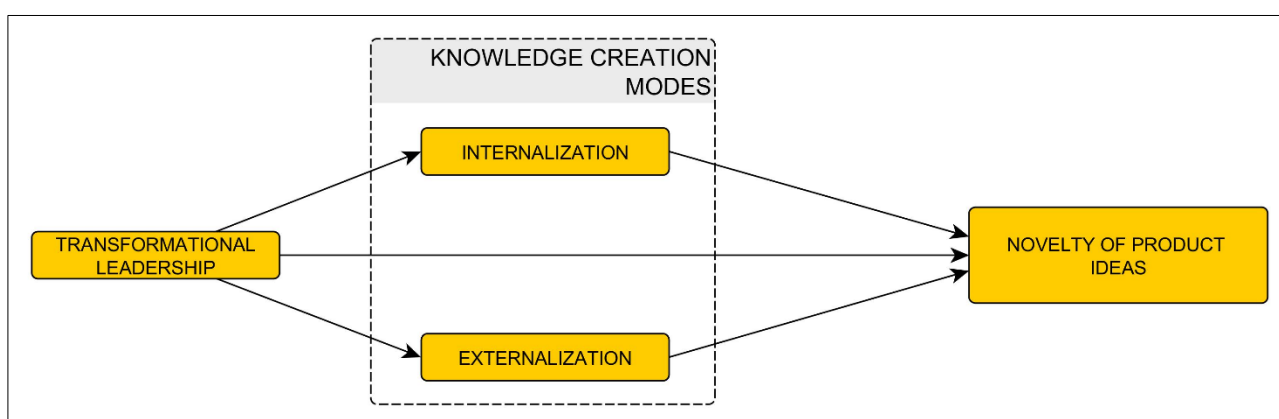 KNOWLEDGE CREATION
MODES
INTERNALIZATION
TRANSFORMATIONAL
LEADERSHIP
NOVELTY OF PRODUCT
IDEAS
EXTERNALIZATION